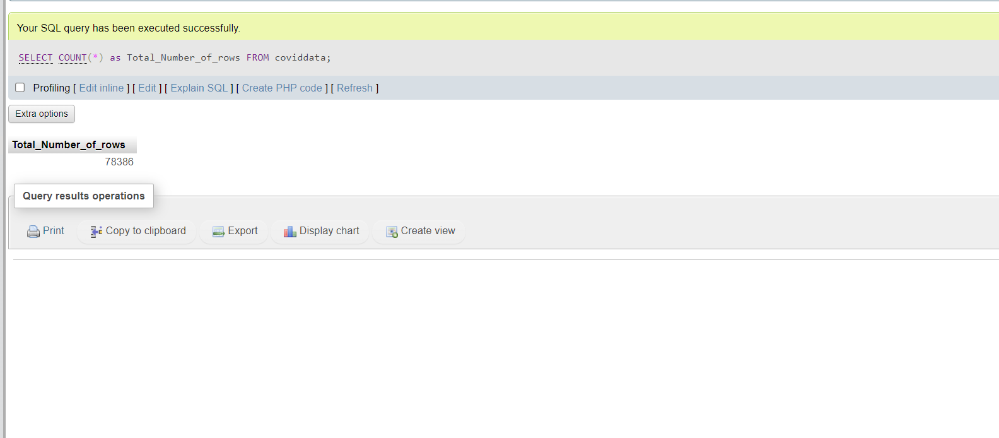 Your SQL query has been executed successfully.
SELECT COUNT(*) as Total_Number_of_rows FROM coviddata;
Profiling [ Edit inline ] [ Edit ] [ Explain SQL ] [ Create PHP code ] [ Refresh ]
Extra options
Total_Number_of_rows
78386
Query results operations
Print Copy to clipboard Export Display chart Create view